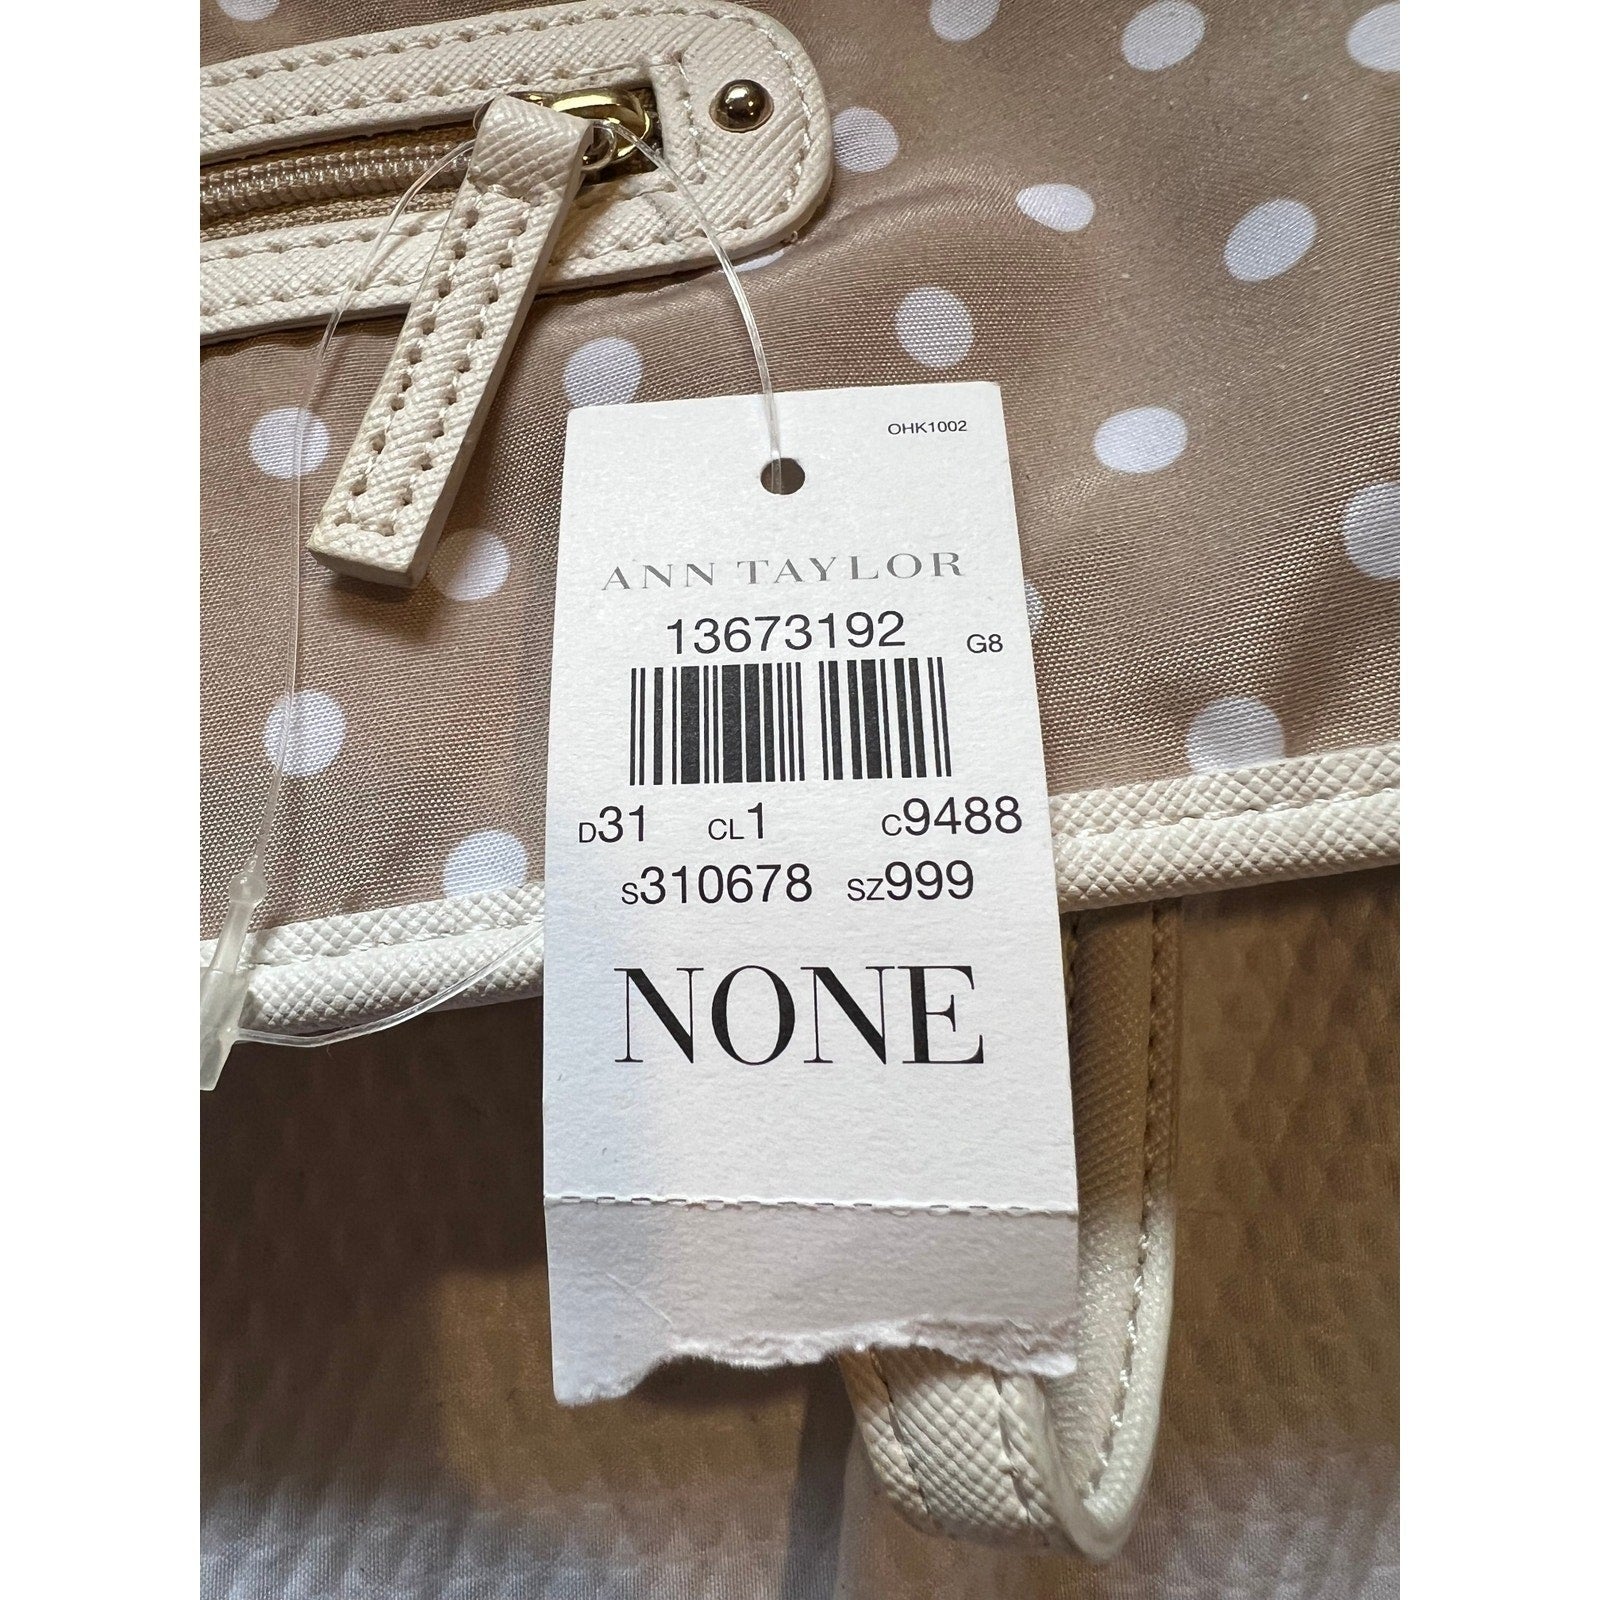 OHK1002
ANN TAYLOR
13673192 G8
D31 CL1 C9488
S310678 SZ999
NONE